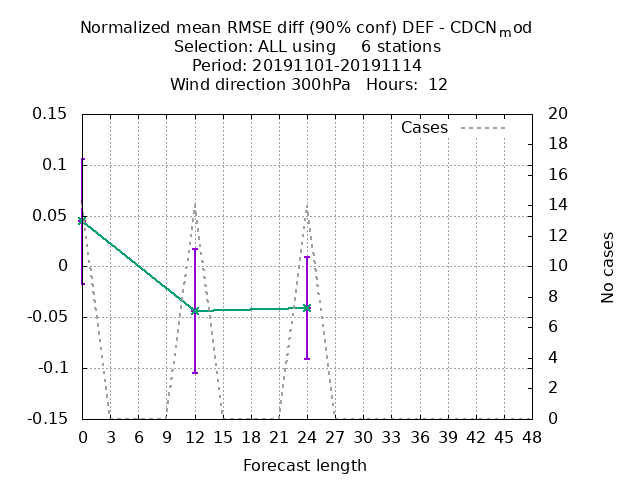 Normalized mean RMSE diff (90% conf) DEF - CDCNmod
Selection: ALL using 6 stations
Period: 20191101-20191114
Wind direction 300hPa Hours: 12
Cases
0.15
0.1
0.05
0
-0.05
-0.1
-0.15
20
18
16
14
12
10
8
6
4
2
0
No cases
0 3 6 9 12 15 18 21 24 27 30 33 36 39 42 45 48
Forecast length